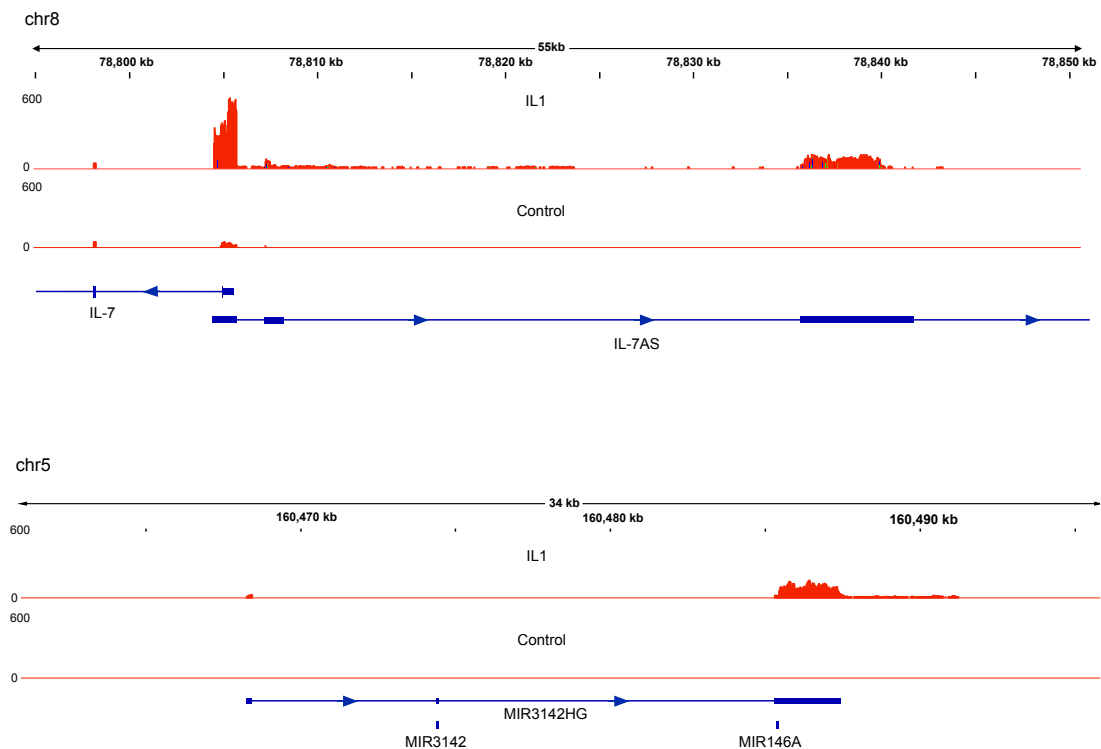 chr8
55kb
78,800 kb 78,810 kb 78,820 kb 78,830 kb 78,840 kb 78,850 kb
600
IL1
0
600
Control
0
IL-7
IL-7AS
chr5
34 kb
160,470 kb 160,480 kb 160,490 kb
600
IL1
0
600
Control
0
MIR3142HG
MIR3142 MIR146A